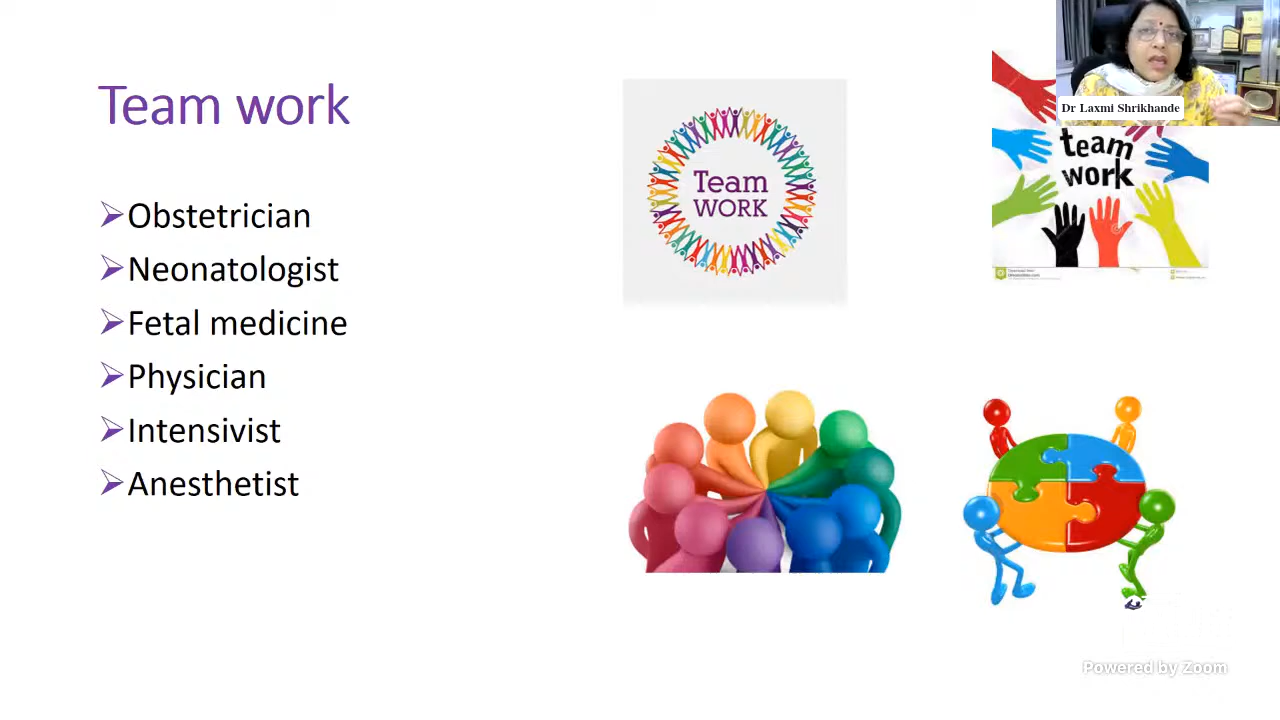 Team work
Obstetrician
Neonatologist
Fetal medicine
Physician
Intensivist
Anesthetist
Team
WORK
Dr Laxmi Shrikhande
team
work
Powered by Zoom